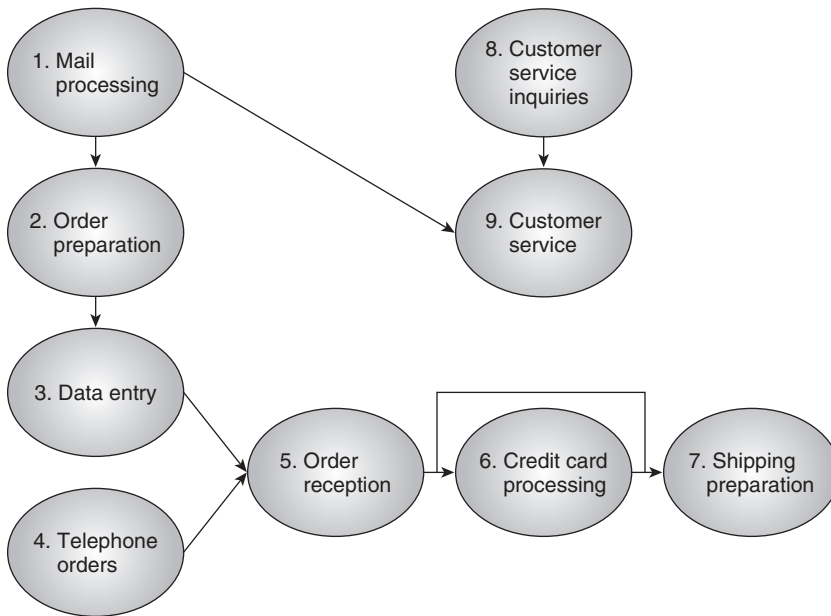 1. Mail
processing
2. Order
preparation
3. Data entry
4. Telephone
orders
5. Order
reception
6. Credit card
processing
7. Shipping
preparation
8. Customer
service
inquiries
9. Customer
service